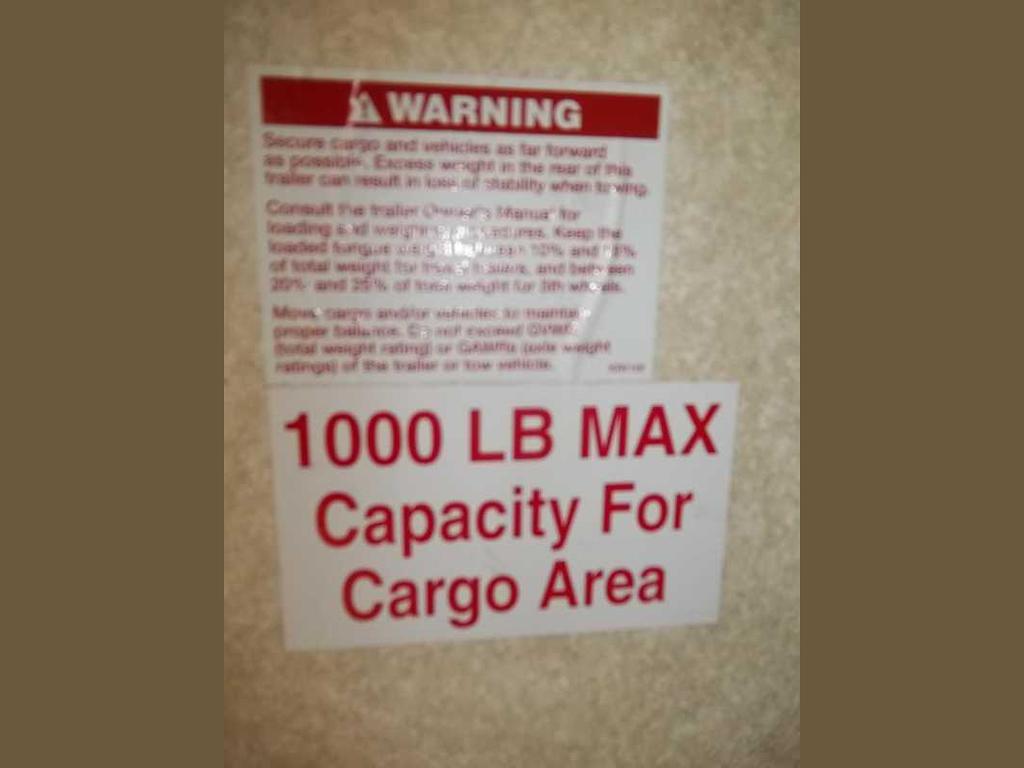 WARNING
Secure cargo and vehicles as far forward
as possible. Excess weight in the rear of this
trailer can result in loss of stability when towing.
Consult the trailer Owner's Manual for
loading and weighing procedures. Keep the
loaded tongue weight between 10% and
of total weight for trailers, and between
20% and 25% of total weight for 5th wheels.
Move cargo and/or vehicles to maintain
proper balance. Do not exceed GVWR
(total weight rating) or GAWRs (axle weight
ratings) of the trailer or tow vehicle.
1000 LB MAX
Capacity For
Cargo Area